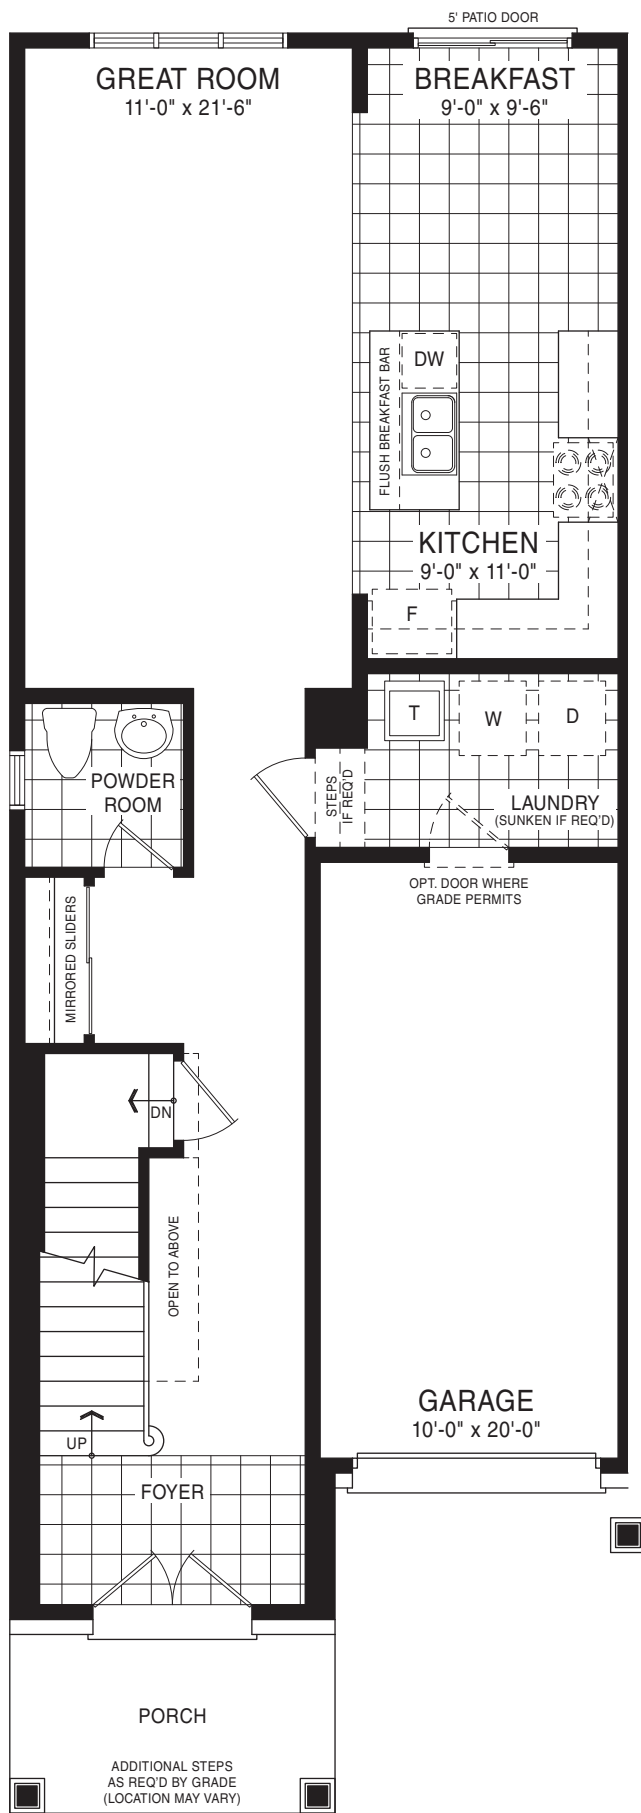 5' PATIO DOOR
GREAT ROOM
11'-0" x 21'-6"
BREAKFAST
9'-0" x 9'-6"
FLUSH BREAKFAST BAR
DW
KITCHEN
9'-0" x 11'-0"
F
T
W
D
POWDER
ROOM
STEPS
IF REQ'D
LAUNDRY
(SUNKEN IF REQ'D)
OPT. DOOR WHERE
GRADE PERMITS
MIRRORED SLIDERS
DN
OPEN TO ABOVE
GARAGE
10'-0" x 20'-0"
UP
FOYER
PORCH
ADDITIONAL STEPS
AS REQ'D BY GRADE
(LOCATION MAY VARY)